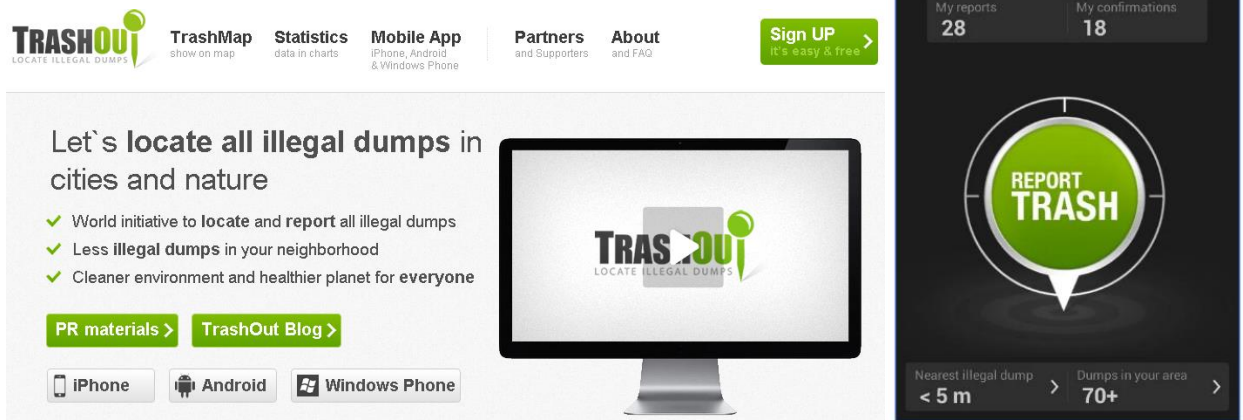 TRASHOUT
LOCATE ILLEGAL DUMPS
TrashMap
show on map
Statistics
data in charts
Mobile App
iPhone, Android
& Windows Phone
Partners
and Supporters
About
and FAQ
Sign UP
it's easy & free
Let`s locate all illegal dumps in
cities and nature
World initiative to locate and report all illegal dumps
Less illegal dumps in your neighborhood
Cleaner environment and healthier planet for everyone
PR materials
TrashOut Blog
iPhone
Android
Windows Phone
TRASHOUT
LOCATE ILLEGAL DUMPS
My reports
28
My confirmations
18
REPORT
TRASH
Nearest illegal dump
< 5 m
Dumps in your area
70+